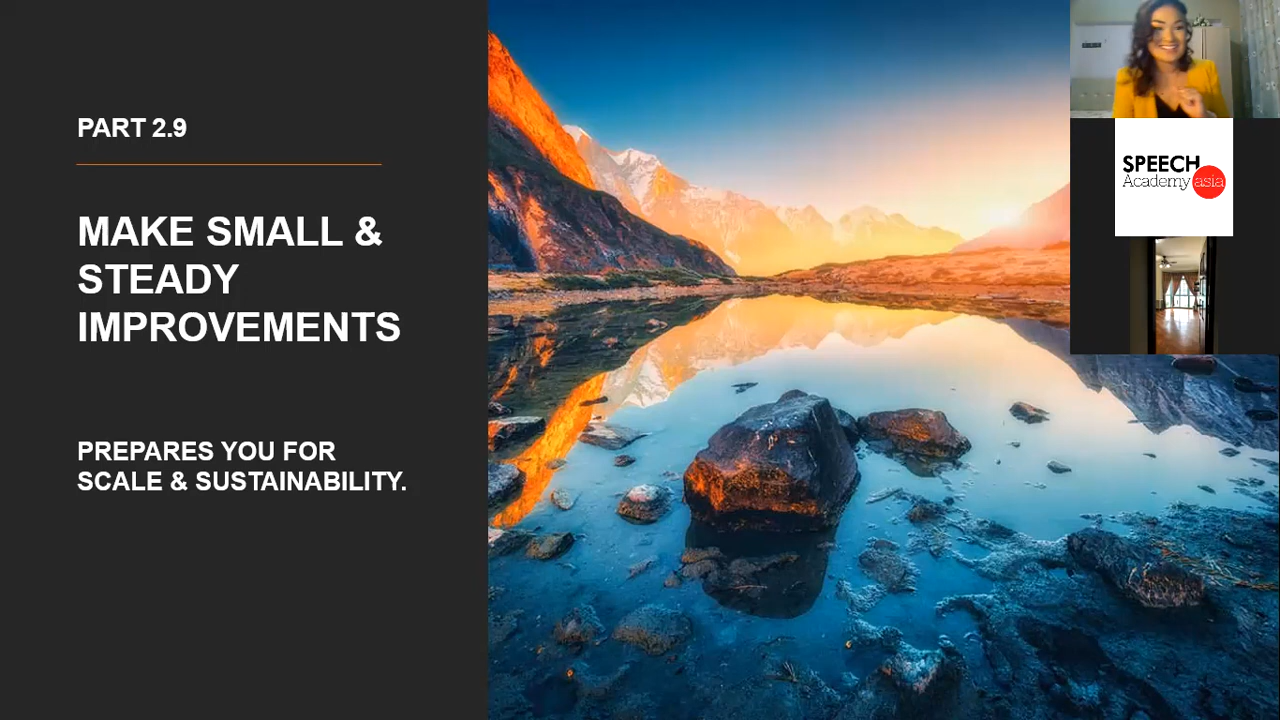 PART 2.9
MAKE SMALL &
STEADY
IMPROVEMENTS
PREPARES YOU FOR
SCALE & SUSTAINABILITY.
SPEECH
Academy asia